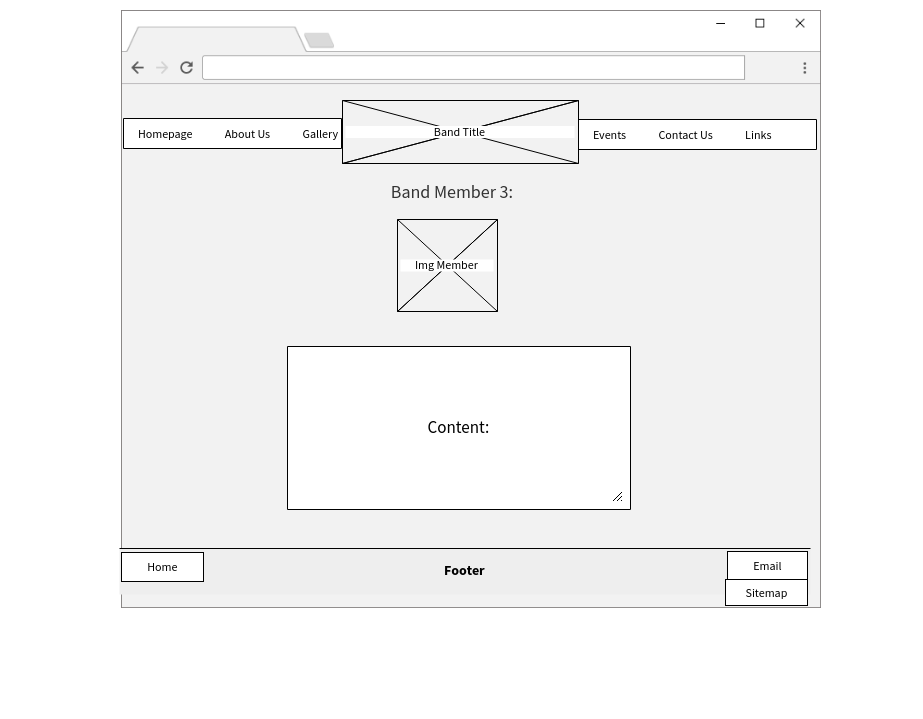 Homepage About Us Gallery Band Title Events Contact Us Links
Band Member 3:
Img Member
Content:
Home Footer Email
Sitemap